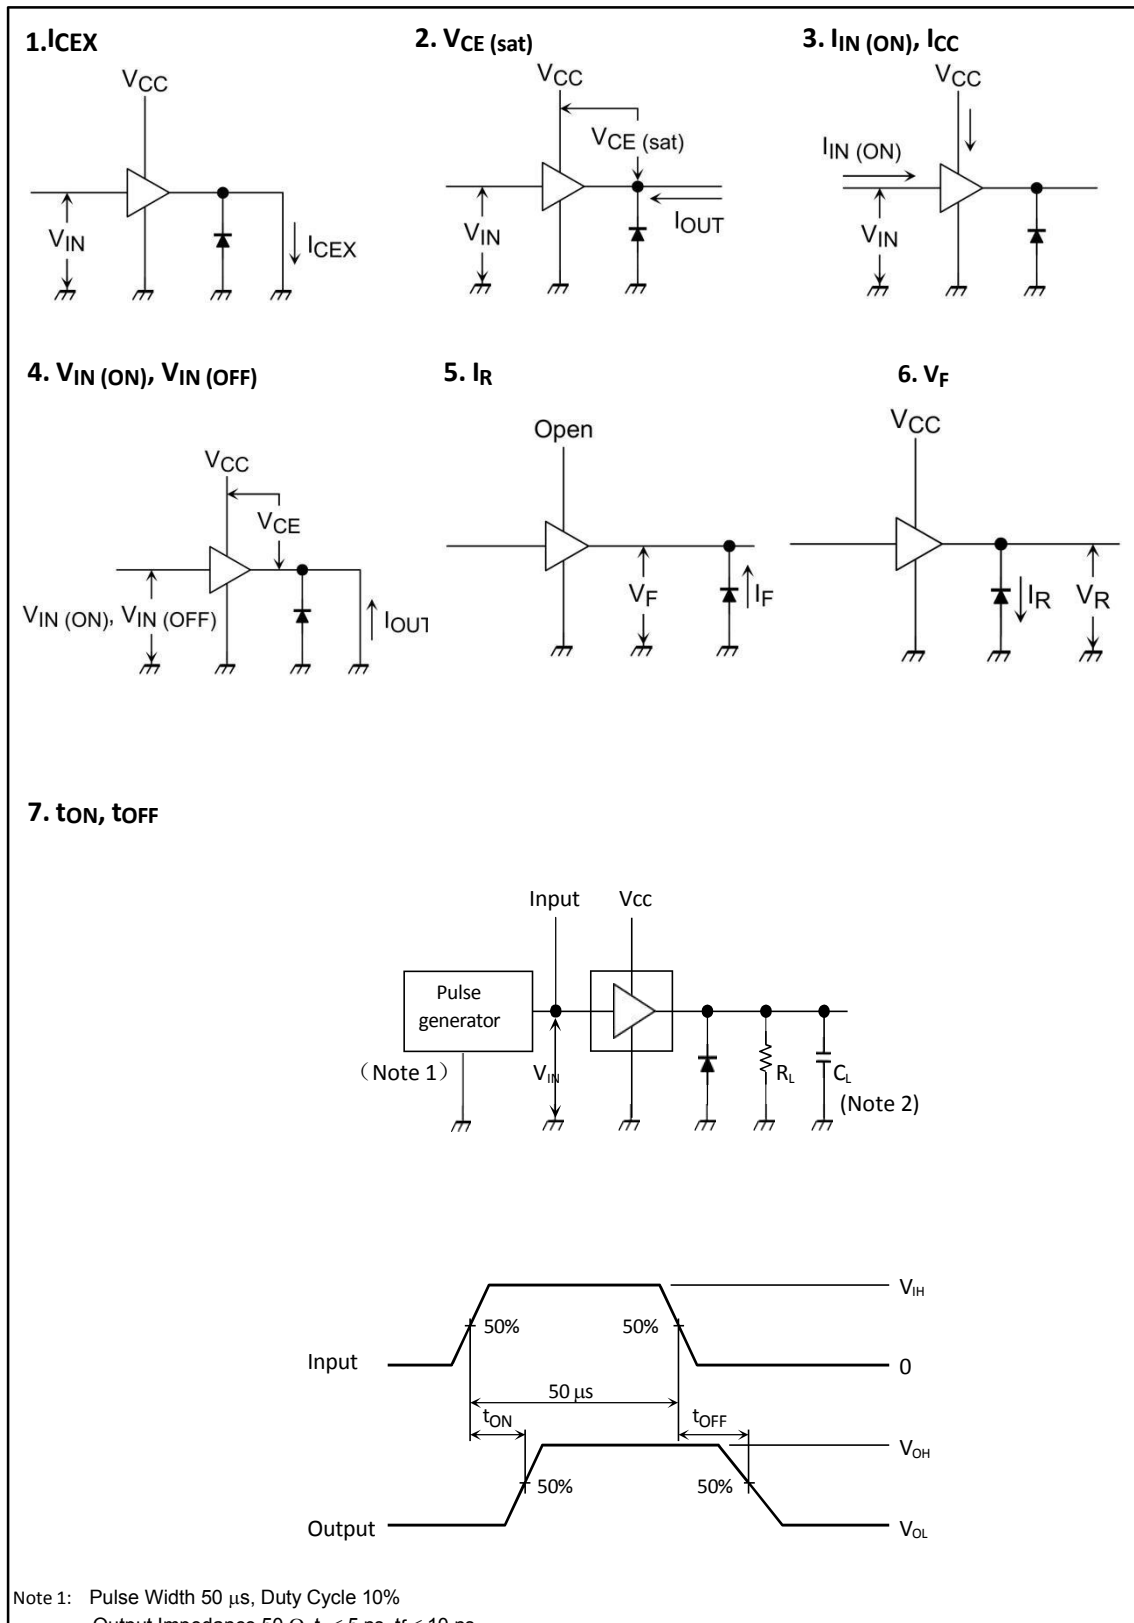 1.ICEX
2. VCE (sat)
3. IIN (ON), ICC
VCC
VIN
ICEX
VCC
VCE (sat)
VIN
IOUT
VCC
IIN (ON)
VIN
4. VIN (ON), VIN (OFF)
5. IR
6. VF
VCC
VCE
VIN (ON), VIN (OFF)
IOUT
Open
VF
IF
VCC
IR
VR
7. tON, tOFF
Input
Vcc
Pulse
generator
(Note 1)
VIN
RL
CL
(Note 2)
VIH
50%
50%
Input
0
50 μs
tON
tOFF
VOH
50%
50%
Output
VOL
Note 1: Pulse Width 50 μs, Duty Cycle 10%